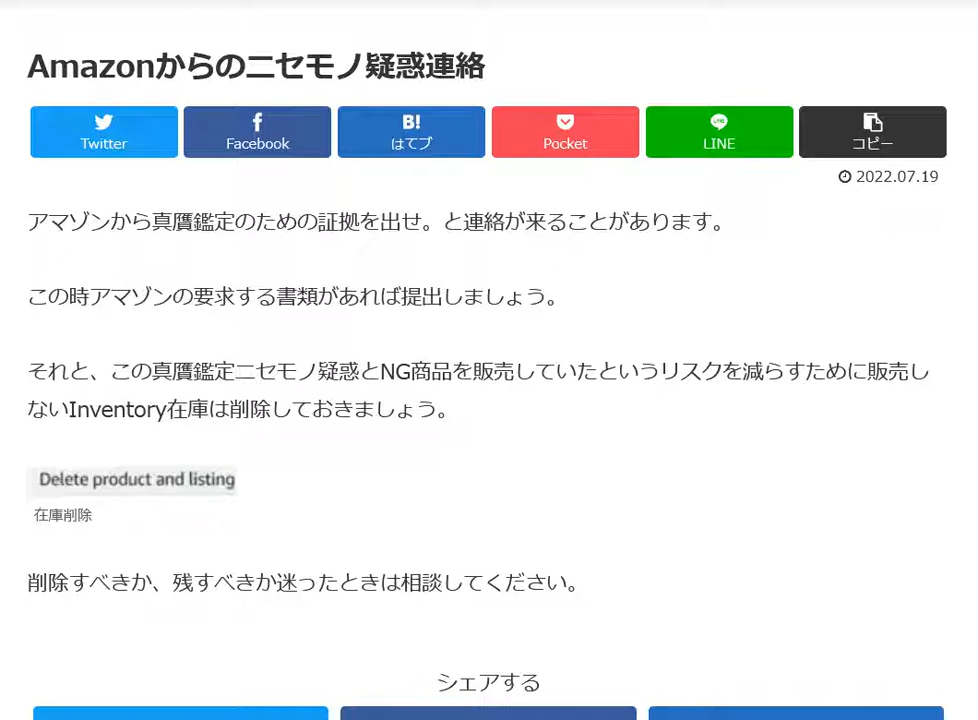 Amazonからのニセモノ疑惑連絡
Twitter
Facebook
B!
はてブ
Pocket
LINE
LINE
コピー
2022.07.19
アマゾンから真贋鑑定のための証拠を出せ。と連絡が来ることがあります。
この時アマゾンの要求する書類があれば提出しましょう。
それと、この真贋鑑定ニセモノ疑惑とNG商品を販売していたというリスクを減らすために販売し
ないInventory在庫は削除しておきましょう。
Delete product and listing
在庫削除
削除すべきか、残すべきか迷ったときは相談してください。
シェアする